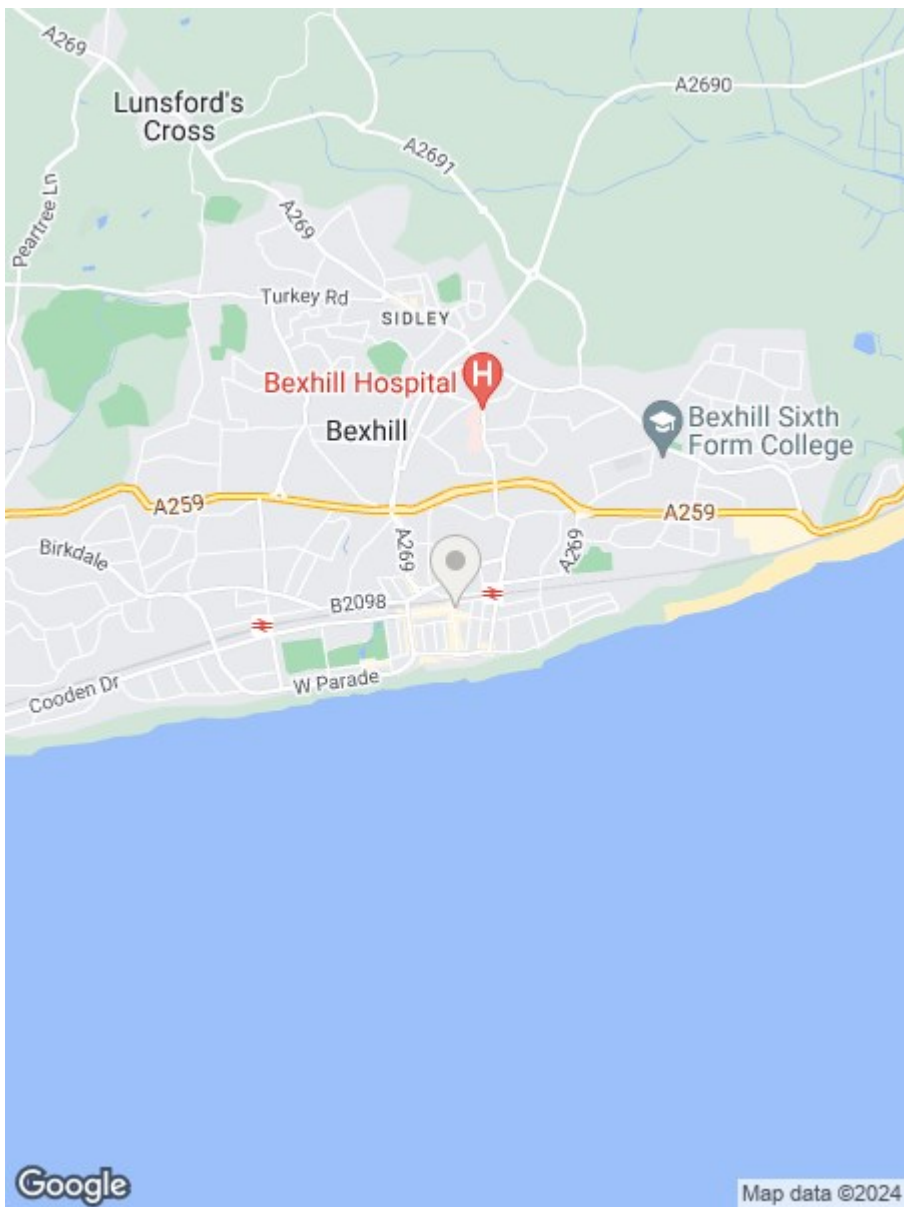 A269
Lunsford's
Cross
A2690
A2691
Peartree Ln
A269
Turkey Rd
SIDLEY
Bexhill Hospital
H
Bexhill
Bexhill Sixth
Form College
A259
A259
Birkdale
A269
A269
B2098
W Parade
Cooden Dr
Google
Map data ©2024